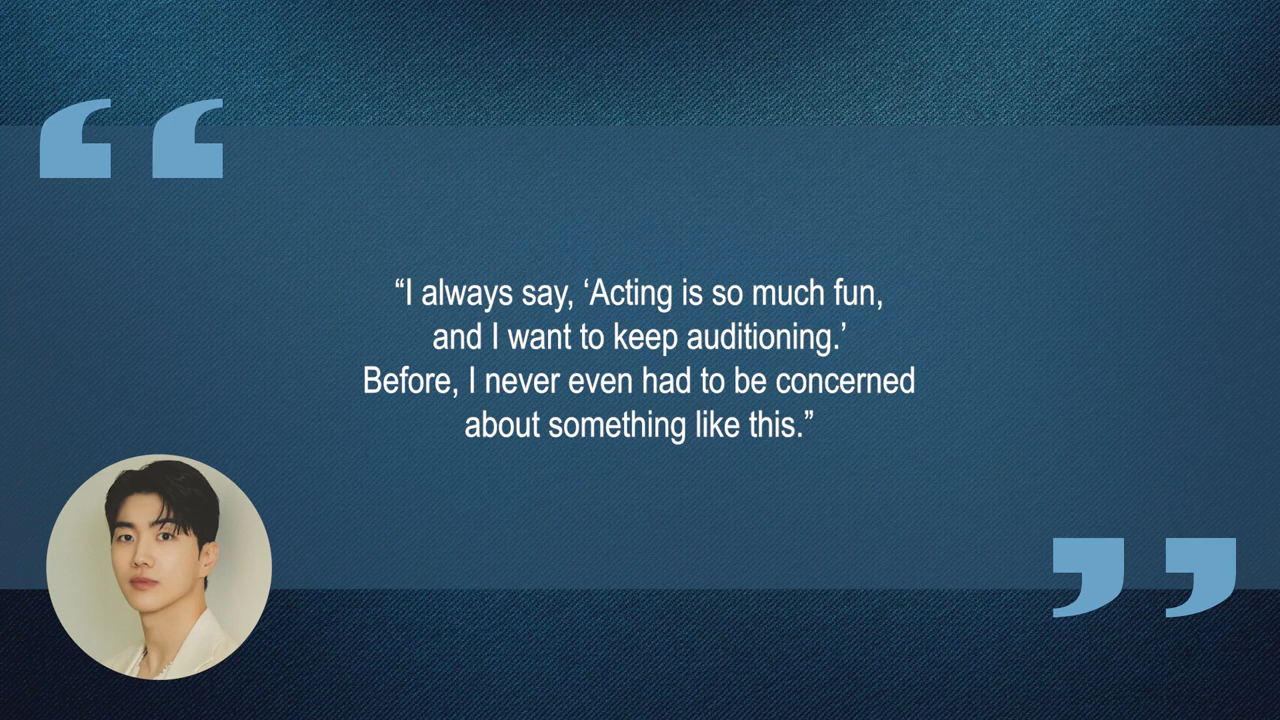 “I always say, ‘Acting is so much fun,
and I want to keep auditioning.’
Before, I never even had to be concerned
about something like this.”